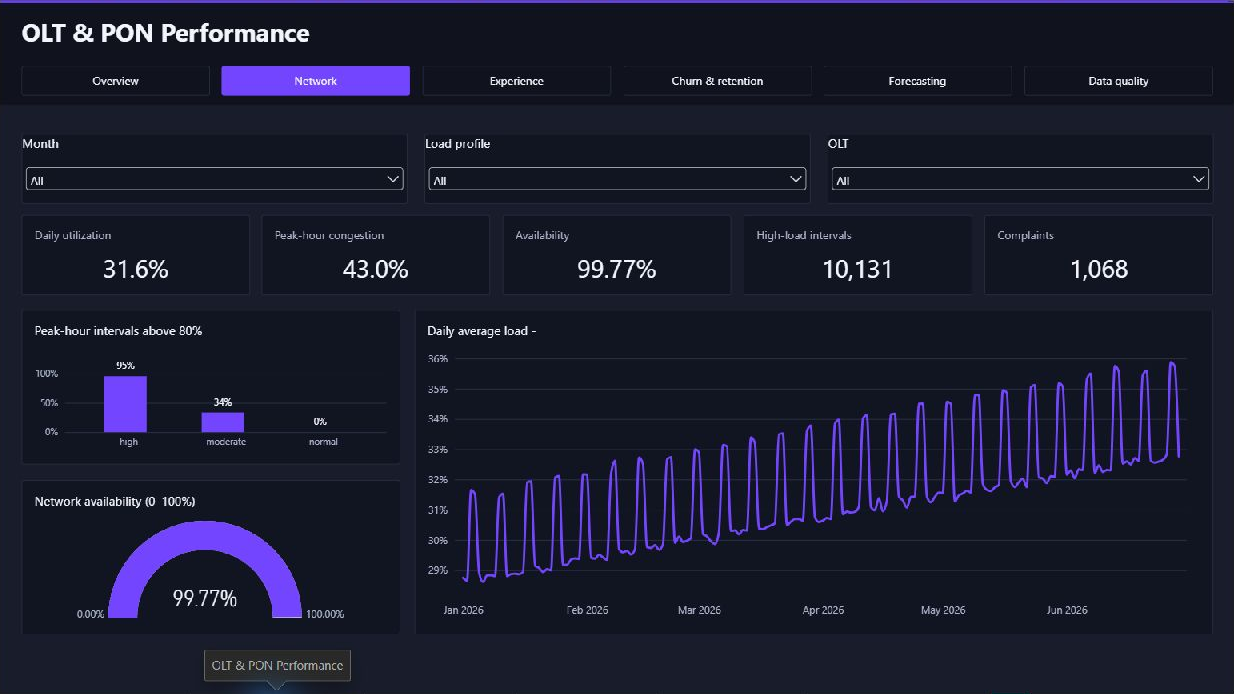 OLT & PON Performance
Overview
Network
Experience
Churn & retention
Forecasting
Data quality
Month
Load profile
OLT
All
All
All
Daily utilization
Peak-hour congestion
Availability
High-load intervals
Complaints
31.6%
43.0%
99.77%
10,131
1,068
Peak-hour intervals above 80%
95%
100%
34%
50%
0%
0%
high
moderate
normal
Network availability (0–100%)
99.77%
0.00%
100.00%
Daily average load -
36%
35%
34%
33%
32%
31%
30%
29%
Jan 2026
Feb 2026
Mar 2026
Apr 2026
May 2026
Jun 2026
OLT & PON Performance